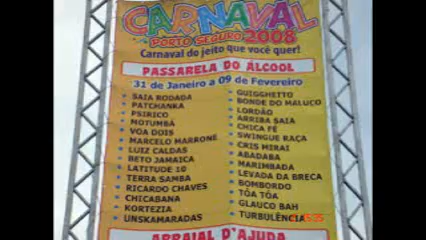 CARNAVAL
PORTO SEGURO 2008
Carnaval do jeito que você quer!
PASSARELA DO ÁLCOOL
31 de Janeiro a 09 de Fevereiro
SAIA RODADA
PATCHANKA
PSIRICO
MOTUMBÁ
VOA DOIS
MARCELO MARRONE
LUIZ CALDAS
BETO JAMAICA
LATITUDE 10
TERRA SAMBA
RICARDO CHAVES
CHICABANA
KORTEZIA
UNSKAMARADAS
GUIGGHETTO
BONDE DO MALUCO
LORDÃO
ARRIBA SAIA
CHICA FÉ
SWINGUE RAÇA
CRIS MIRAI
ABADABA
MARIMBADA
LEVADA DA BRECA
BOMBORDO
TÔA TÔA
GLAUCO BAH
TURBULÊNCIA
ARRAIAL D'AJUDA